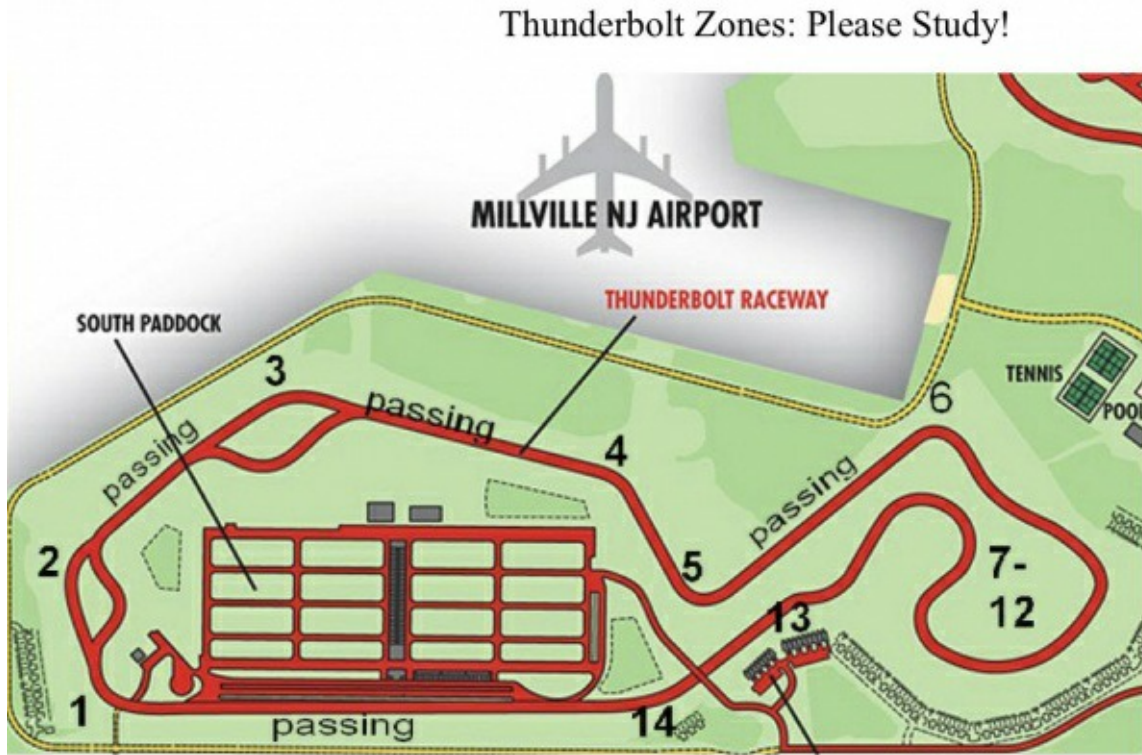 Thunderbolt Zones: Please Study!
MILLVILLE NJ AIRPORT
THUNDERBOLT RACEWAY
SOUTH PADDOCK
TENNIS
POO
3
passing
6
4
passing
passing
2
5
7-
12
13
1
passing
14